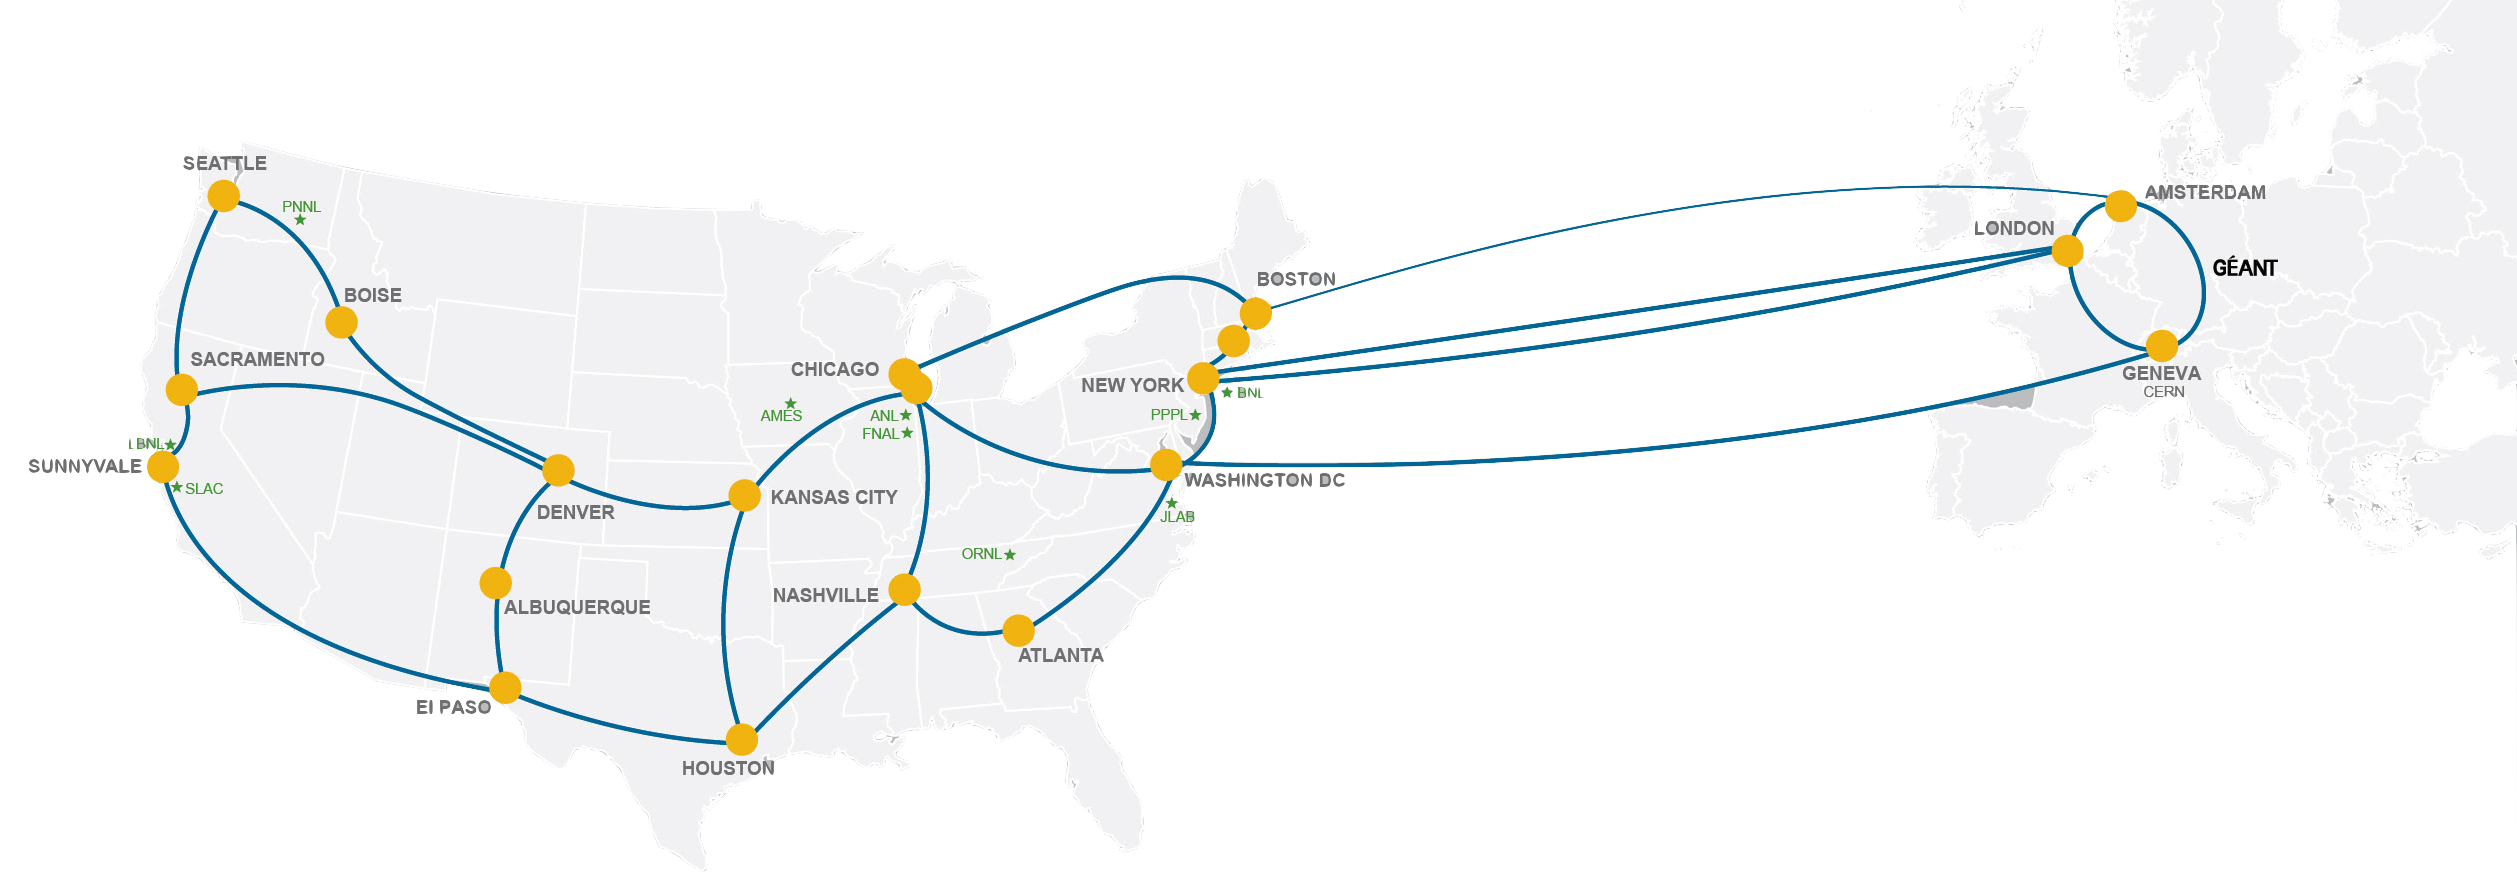 SEATTLE
PNNL
BOISE
SACRAMENTO
LBNL
SUNNYVALE
SLAC
DENVER
ALBUQUERQUE
El PASO
HOUSTON
KANSAS CITY
AMES
CHICAGO
ANL
FNAL
NASHVILLE
ORNL
ATLANTA
BOSTON
NEW YORK
BNL
PPPL
WASHINGTON DC
JLAB
AMSTERDAM
LONDON
GÉANT
GENEVA
CERN